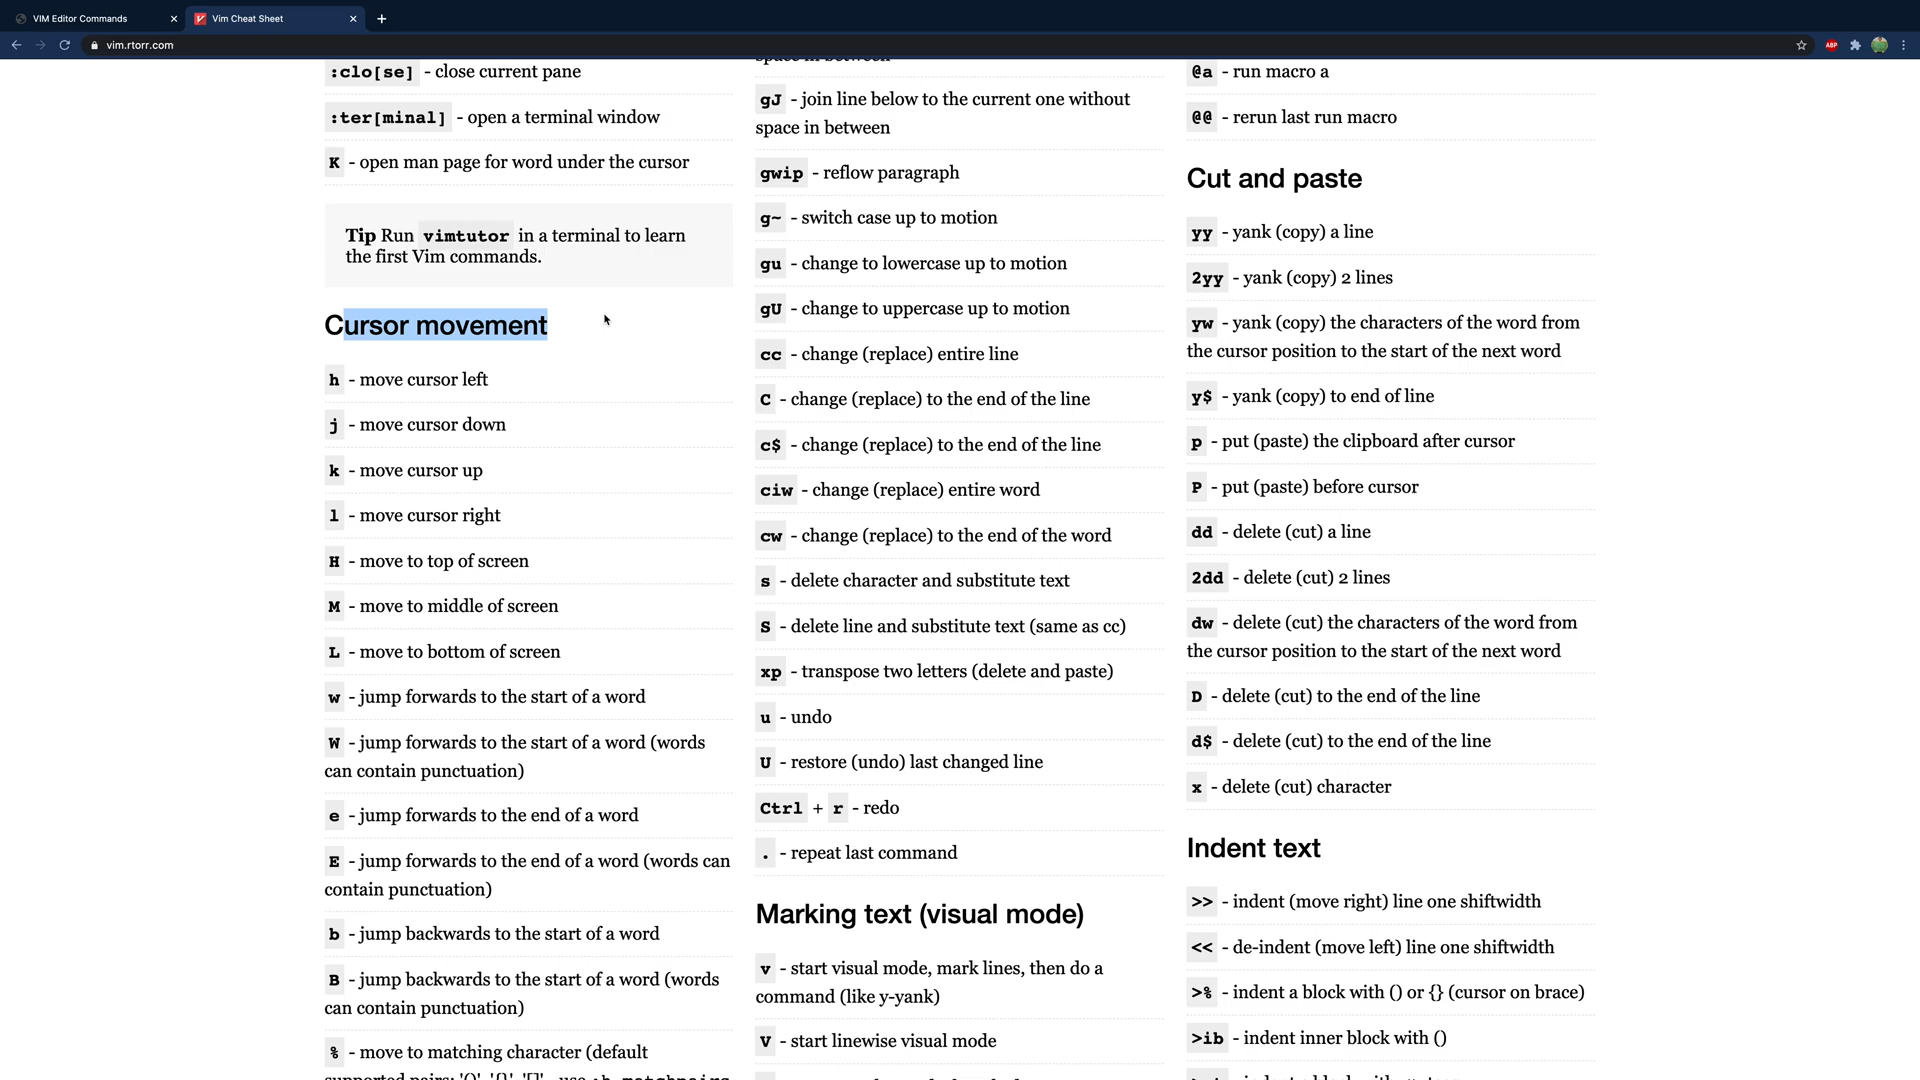 VIM Editor Commands
Vim Cheat Sheet
vim.rtorr.com
ABP
:clo[se] - close current pane
:ter[minal] - open a terminal window
K - open man page for word under the cursor
Tip Run vimtutor in a terminal to learn
the first Vim commands.
Cursor movement
h - move cursor left
j - move cursor down
k - move cursor up
l - move cursor right
H - move to top of screen
M - move to middle of screen
L - move to bottom of screen
w - jump forwards to the start of a word
W - jump forwards to the start of a word (words
can contain punctuation)
e - jump forwards to the end of a word
E - jump forwards to the end of a word (words can
contain punctuation)
b - jump backwards to the start of a word
B - jump backwards to the start of a word (words
can contain punctuation)
% - move to matching character (default
supported pairs: '()', '{}', '[]' - use :h matchpairs
space in between
gJ - join line below to the current one without
space in between
gwip - reflow paragraph
g~ - switch case up to motion
gu - change to lowercase up to motion
gU - change to uppercase up to motion
cc - change (replace) entire line
C - change (replace) to the end of the line
c$ - change (replace) to the end of the line
ciw - change (replace) entire word
cw - change (replace) to the end of the word
s - delete character and substitute text
S - delete line and substitute text (same as cc)
xp - transpose two letters (delete and paste)
u - undo
U - restore (undo) last changed line
Ctrl + r - redo
. - repeat last command
Marking text (visual mode)
v - start visual mode, mark lines, then do a
command (like y-yank)
V - start linewise visual mode
@a - run macro a
@@ - rerun last run macro
Cut and paste
yy - yank (copy) a line
2yy - yank (copy) 2 lines
yw - yank (copy) the characters of the word from
the cursor position to the start of the next word
y$ - yank (copy) to end of line
p - put (paste) the clipboard after cursor
P - put (paste) before cursor
dd - delete (cut) a line
2dd - delete (cut) 2 lines
dw - delete (cut) the characters of the word from
the cursor position to the start of the next word
D - delete (cut) to the end of the line
d$ - delete (cut) to the end of the line
x - delete (cut) character
Indent text
>> - indent (move right) line one shiftwidth
<< - de-indent (move left) line one shiftwidth
>% - indent a block with () or {} (cursor on brace)
>ib - indent inner block with ()